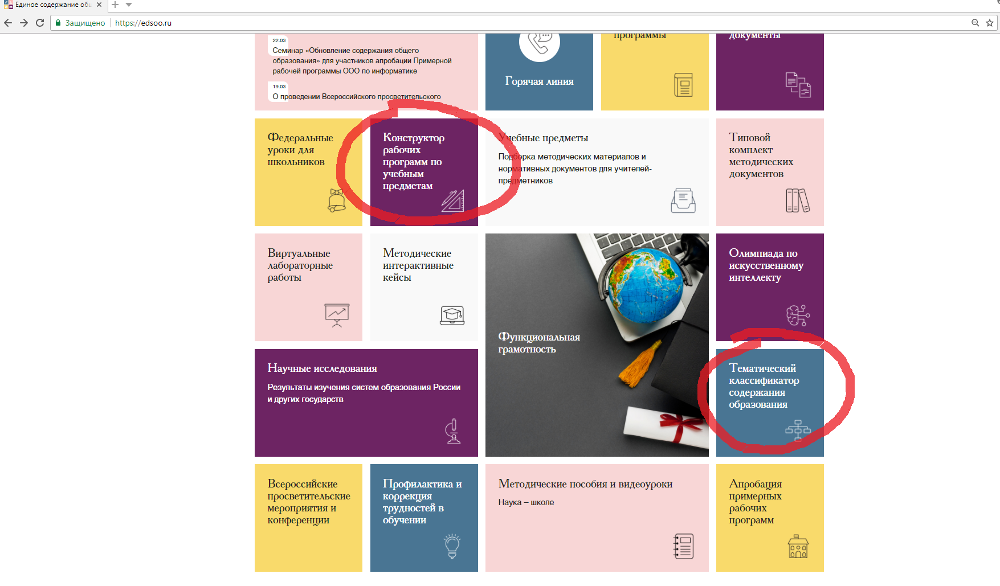 Единое содержание общ
Защищено
https://edsoo.ru
22.03
Семинар «Обновление содержания общего
образования» для участников апробации Примерной
рабочей программы ООО по информатике
19.03
О проведении Всероссийского просветительского
Горячая линия
программы
документы
Федеральные
уроки для
школьников
Конструктор
рабочих
программ по
учебным
предметам
Учебные предметы
Подборка методических материалов и
нормативных документов для учителей-
предметников
Типовой
комплект
методических
документов
Виртуальные
лабораторные
работы
Методические
интерактивные
кейсы
Функциональная
грамотность
Олимпиада по
искусственному
интеллекту
Научные исследования
Результаты изучения систем образования России
и других государств
Тематический
классификатор
содержания
образования
Всероссийские
просветительские
мероприятия и
конференции
Профилактика и
коррекция
трудностей в
обучении
Методические пособия и видеоуроки
Наука – школе
Апробация
примерных
рабочих
программ